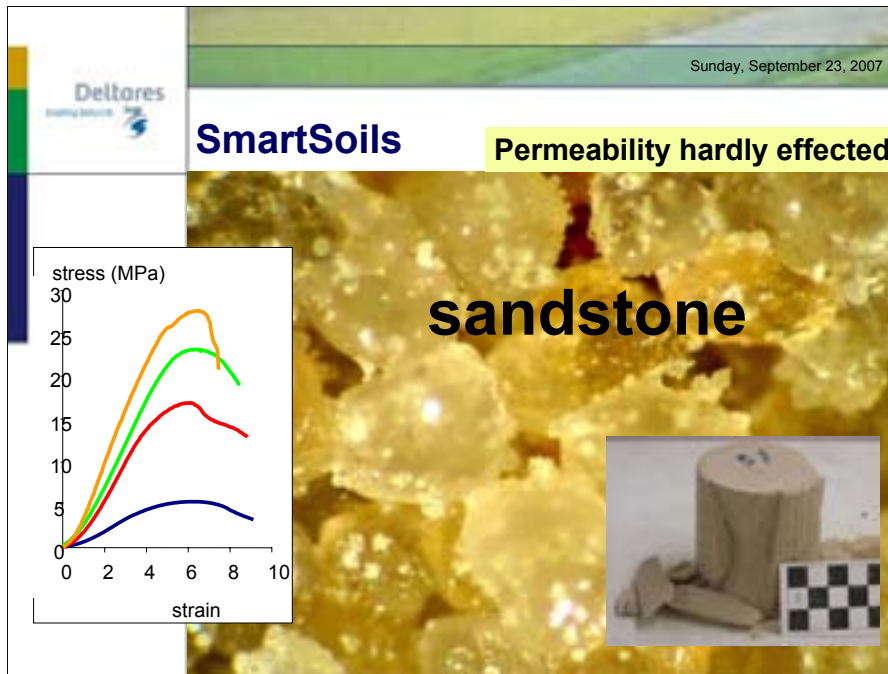 Sunday, September 23, 2007
Deltares
SmartSoils
Permeability hardly effected
sandstone
stress (MPa)
30
25
20
15
10
5
0
0 2 4 6 8 10
strain